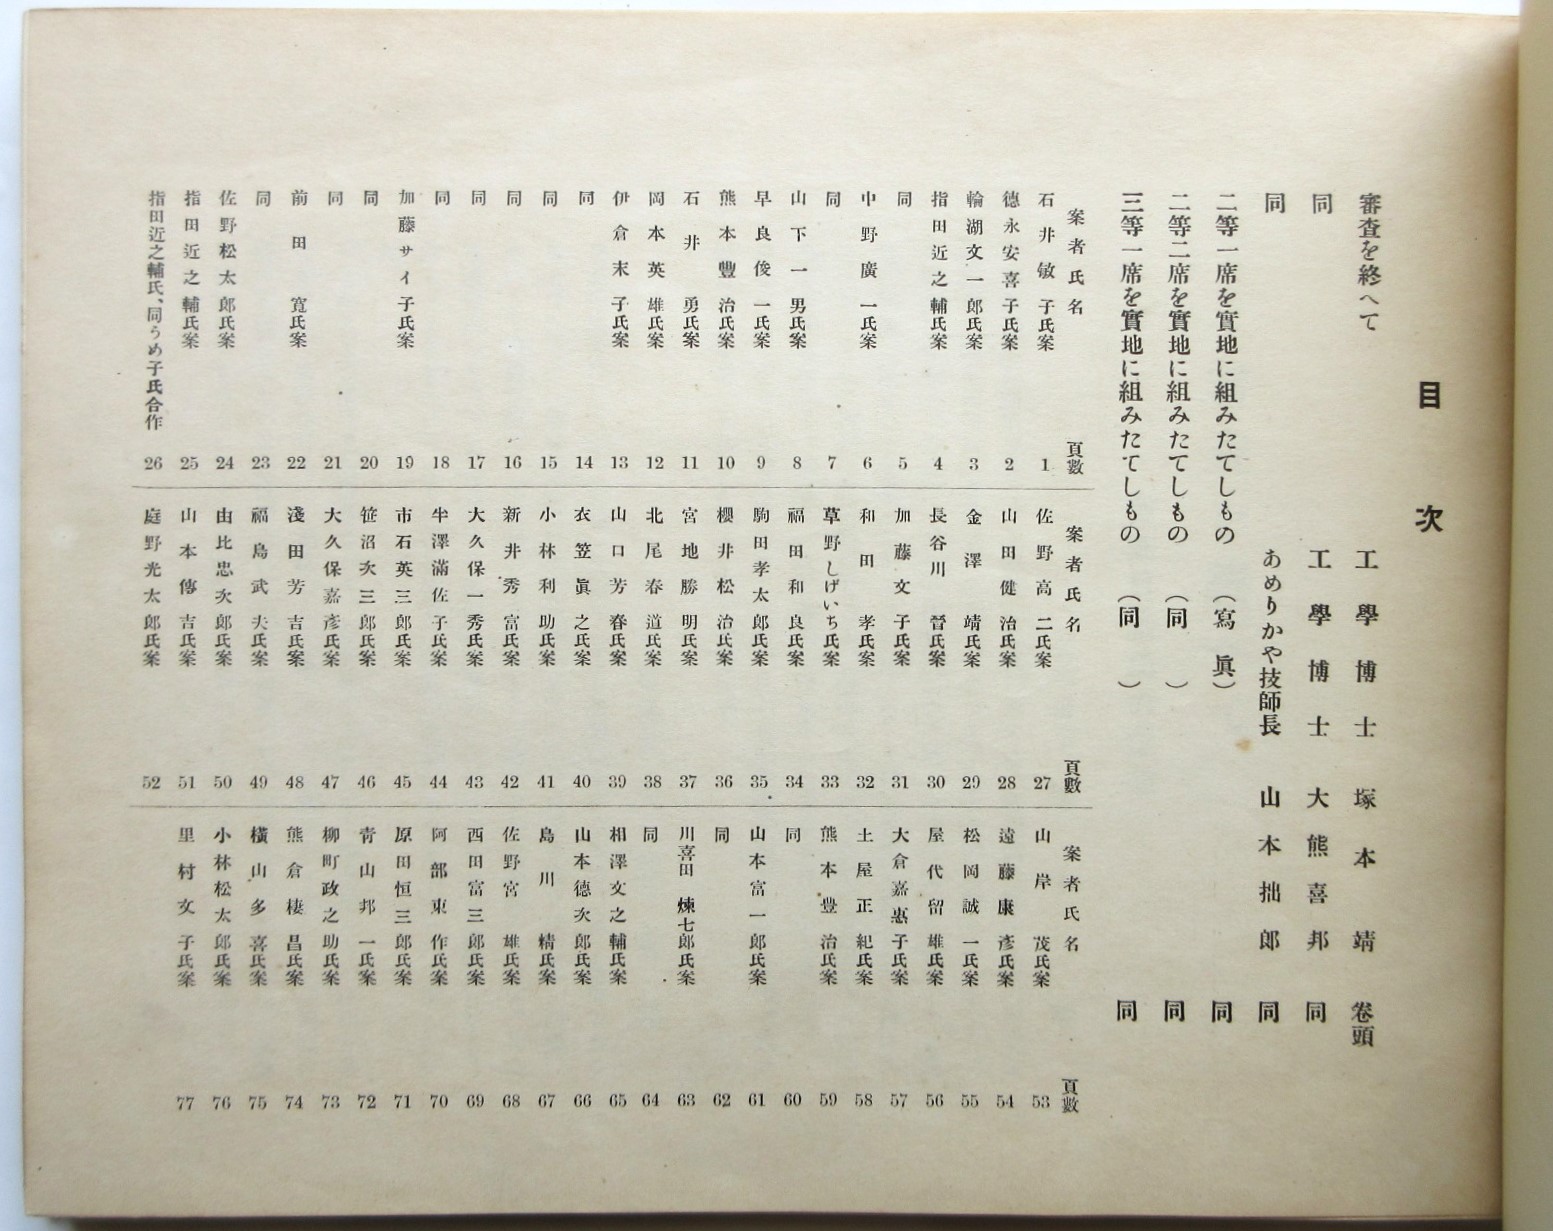 目次
審査を終へて 工學博士 塚本靖 卷頭
同 工學博士 大熊喜邦 同
同 あめりかや技師長 山本拙郎 同
二等一席を實地に組みたてしもの（寫眞） 同
二等二席を實地に組みたてしもの（同） 同
三等一席を實地に組みたてしもの（同） 同
案者氏名 頁數
石井敏子氏案 1
德永安喜子氏案 2
輪湖文一郎氏案 3
指田近之輔氏案 4
同 5
中野廣一氏案 6
同 7
山下一男氏案 8
早良俊一氏案 9
熊本豐治氏案 10
石井勇氏案 11
岡本英雄氏案 12
伊倉末子氏案 13
同 14
同 15
同 16
同 17
同 18
加藤サイ子氏案 19
同 20
同 21
前田寬氏案 22
同 23
佐野松太郎氏案 24
指田近之輔氏案 25
指田近之輔氏、同うめ子氏合作 26
案者氏名 頁數
佐野高二氏案 27
山田健治氏案 28
金澤靖氏案 29
長谷川晉氏案 30
加藤文子氏案 31
和田孝氏案 32
草野しげいち氏案 33
福田和良氏案 34
駒田孝太郎氏案 35
櫻井松治氏案 36
宮地勝明氏案 37
北尾春道氏案 38
山口芳春氏案 39
衣笠眞之氏案 40
小林利助氏案 41
新井秀富氏案 42
大久保一秀氏案 43
半澤滿佐子氏案 44
市石英三郎氏案 45
笹沼次三郎氏案 46
大久保嘉彥氏案 47
淺田芳吉氏案 48
福島武夫氏案 49
由比忠次郎氏案 50
山本傳吉氏案 51
庭野光太郎氏案 52
案者氏名 頁數
山岸茂氏案 53
遠藤康彥氏案 54
松岡誠一氏案 55
屋代留雄氏案 56
大倉嘉惠子氏案 57
土屋正紀氏案 58
熊本豊治氏案 59
同 60
山本富一郎氏案 61
同 62
川喜田煉七郎氏案 63
同 64
相澤文之輔氏案 65
山本德次郎氏案 66
島川精氏案 67
佐野宮雄氏案 68
西田富三郎氏案 69
阿部東作氏案 70
原田恒三郎氏案 71
青山邦一氏案 72
柳町政之助氏案 73
熊倉棲昌氏案 74
橫山多喜氏案 75
小林松太郎氏案 76
里村文子氏案 77